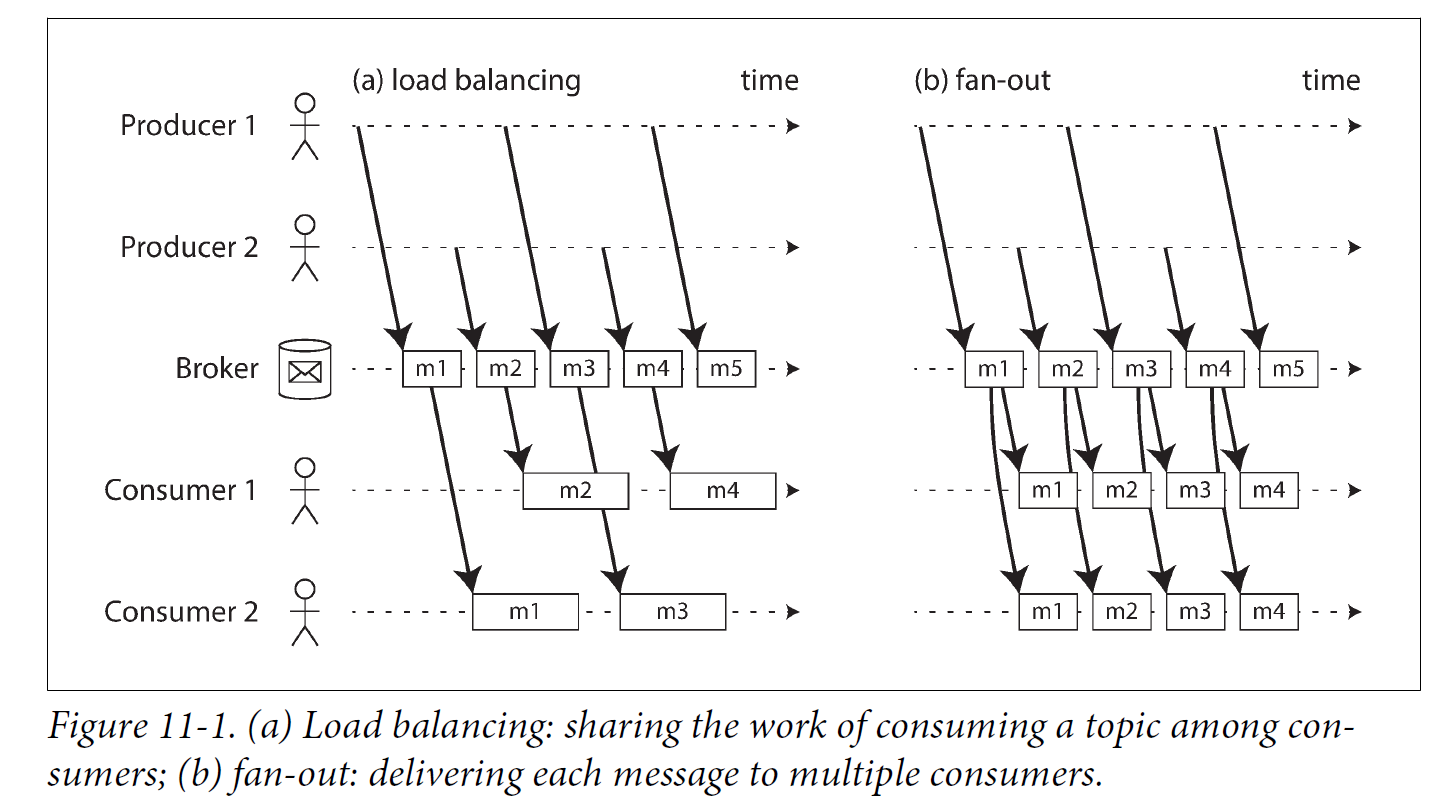 (a) load balancing time (b) fan-out time
Producer 1
Producer 2
Broker m1 m2 m3 m4 m5 m1 m2 m3 m4 m5
Consumer 1 m2 m4 m1 m2 m3 m4
Consumer 2 m1 m3 m1 m2 m3 m4
Figure 11-1. (a) Load balancing: sharing the work of consuming a topic among con-
sumers; (b) fan-out: delivering each message to multiple consumers.